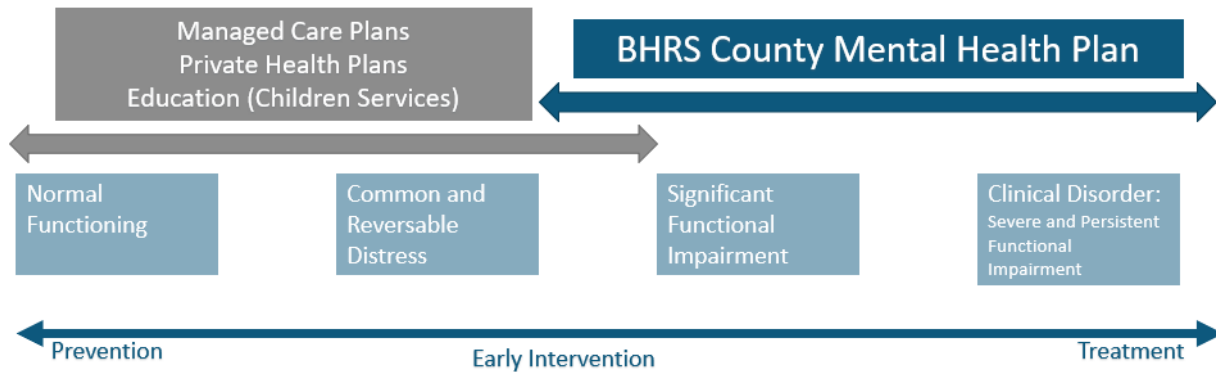 Managed Care Plans
Private Health Plans
Education (Children Services)
BHRS County Mental Health Plan
Normal
Functioning
Common and
Reversable
Distress
Significant
Functional
Impairment
Clinical Disorder:
Severe and Persistent
Functional
Impairment
Prevention
Early Intervention
Treatment